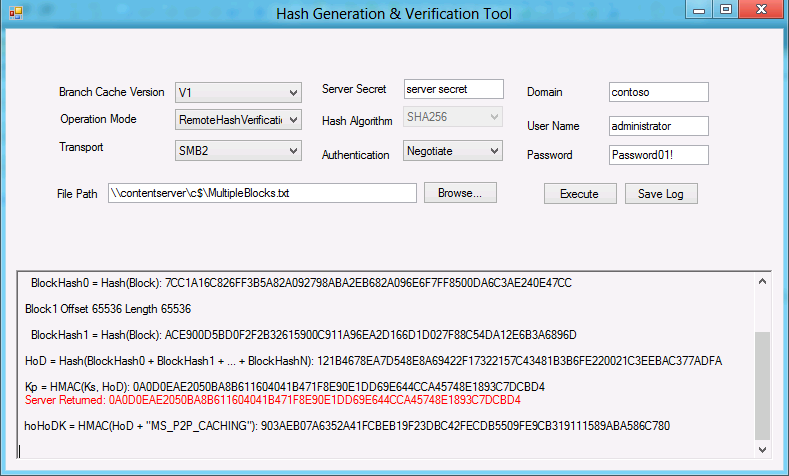 Hash Generation & Verification Tool
Branch Cache Version V1 Server Secret server secret Domain contoso
Operation Mode RemoteHashVerificatio Hash Algorithm SHA256 User Name administrator
Transport SMB2 Authentication Negotiate Password Password01!
File Path \\contentserver\c$\MultipleBlocks.txt Browse... Execute Save Log
BlockHash0 = Hash(Block): 7CC1A16C826FF3B5A82A092798ABA2EB682A096E6F7FF8500DA6C3AE240E47CC
Block1 Offset 65536 Length 65536
BlockHash1 = Hash(Block): ACE900D5BD0F2F2B32615900C911A96EA2D166D1D027F88C54DA12E6B3A6896D
HoD = Hash(BlockHash0 + BlockHash1 + ... + BlockHashN): 121B4678EA7D548E8A69422F17322157C43481B3B6FE220021C3EEBAC377ADFA
Kp = HMAC(Ks, HoD): 0A0D0EAE2050BA8B611604041B471F8E90E1DD69E644CCA45748E1893C7DCBD4
Server Returned: 0A0D0EAE2050BA8B611604041B471F8E90E1DD69E644CCA45748E1893C7DCBD4
hoHoDK = HMAC(HoD + "MS_P2P_CACHING"): 903AEB07A6352A41FCBEB19F23DBC42FECDB5509FE9CB319111589ABA586C780